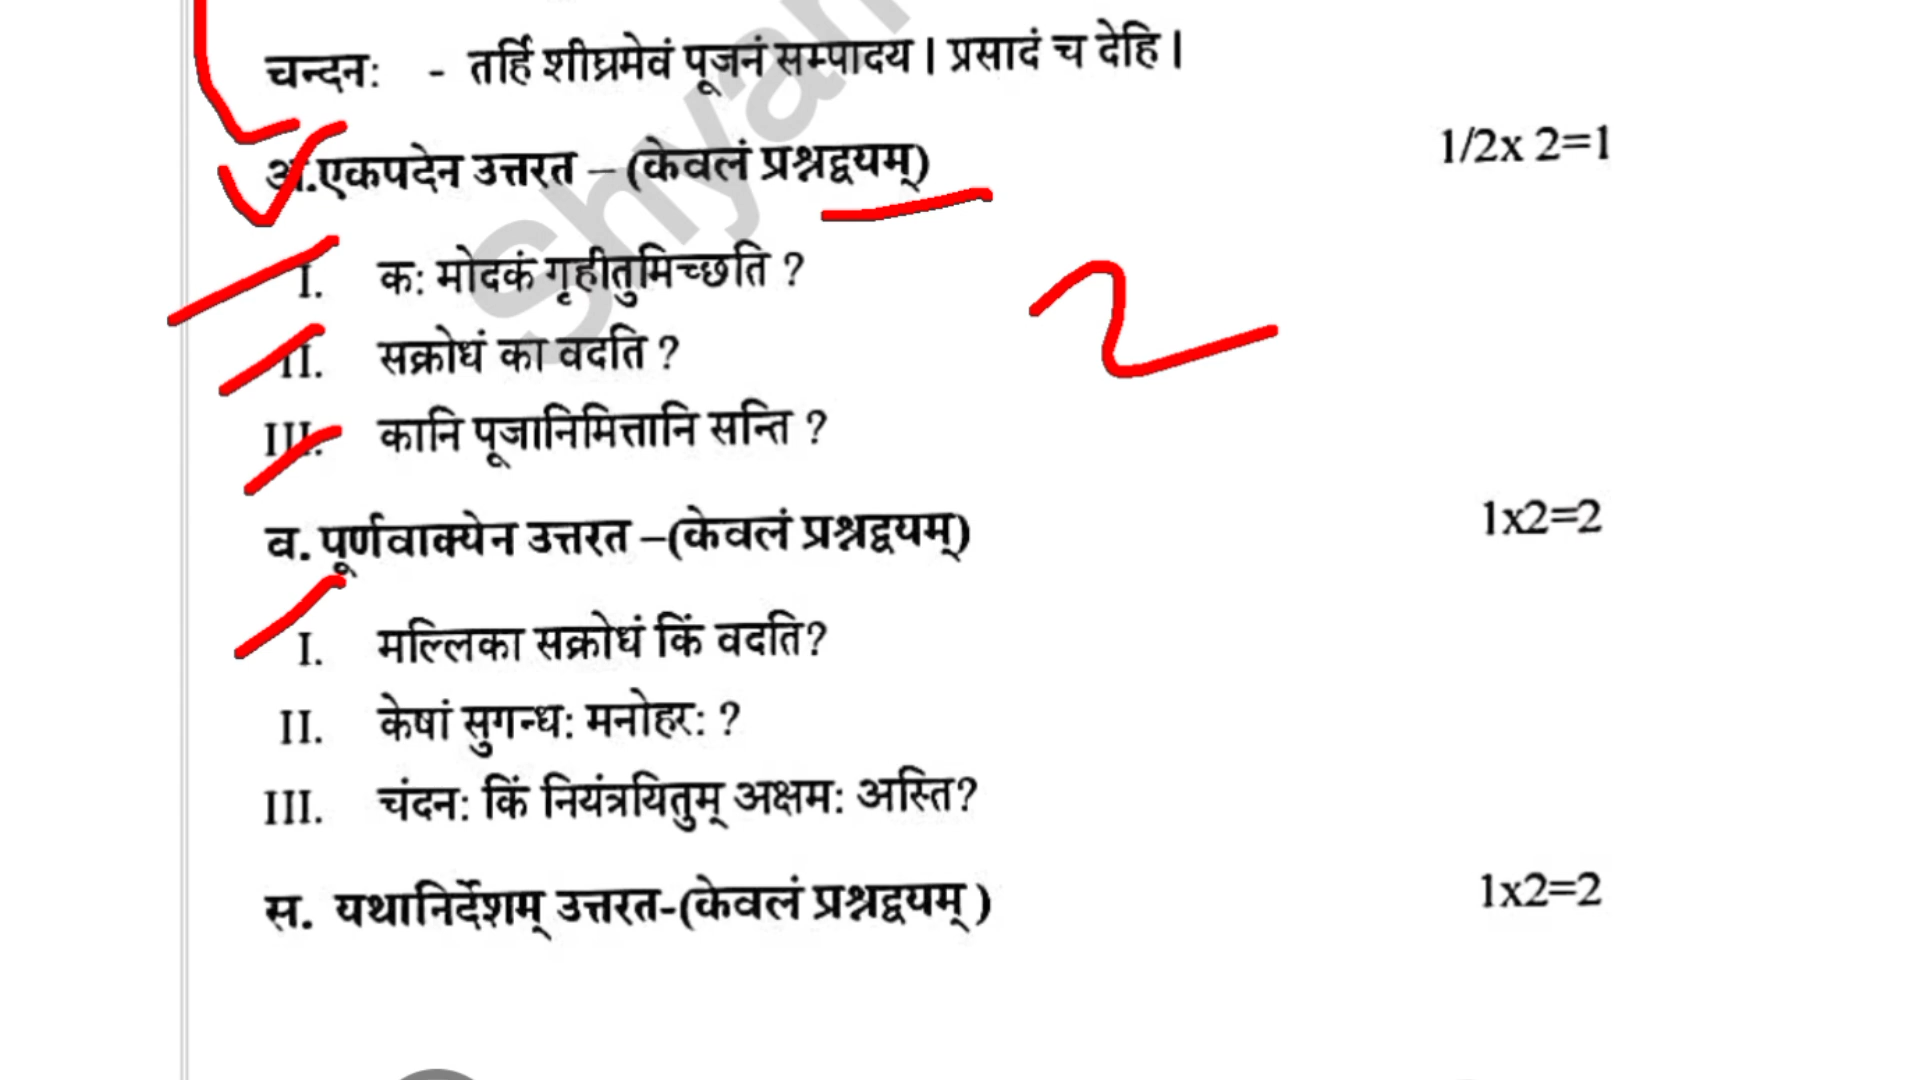 चन्दनः - तर्हि शीघ्रमेवं पूजनं सम्पादय । प्रसादं च देहि ।
अ.एकपदेन उत्तरत – (केवलं प्रश्नद्वयम्) 1/2x 2=1
I. कः मोदकं गृहीतुमिच्छति ?
II. सक्रोधं का वदति ?
III. कानि पूजानिमित्तानि सन्ति ?
व. पूर्णवाक्येन उत्तरत –(केवलं प्रश्नद्वयम्) 1x2=2
I. मल्लिका सक्रोधं किं वदति?
II. केषां सुगन्धः मनोहरः ?
III. चंदनः किं नियंत्रयितुम् अक्षमः अस्ति?
स. यथानिर्देशम् उत्तरत-(केवलं प्रश्नद्वयम् ) 1x2=2
Shyam